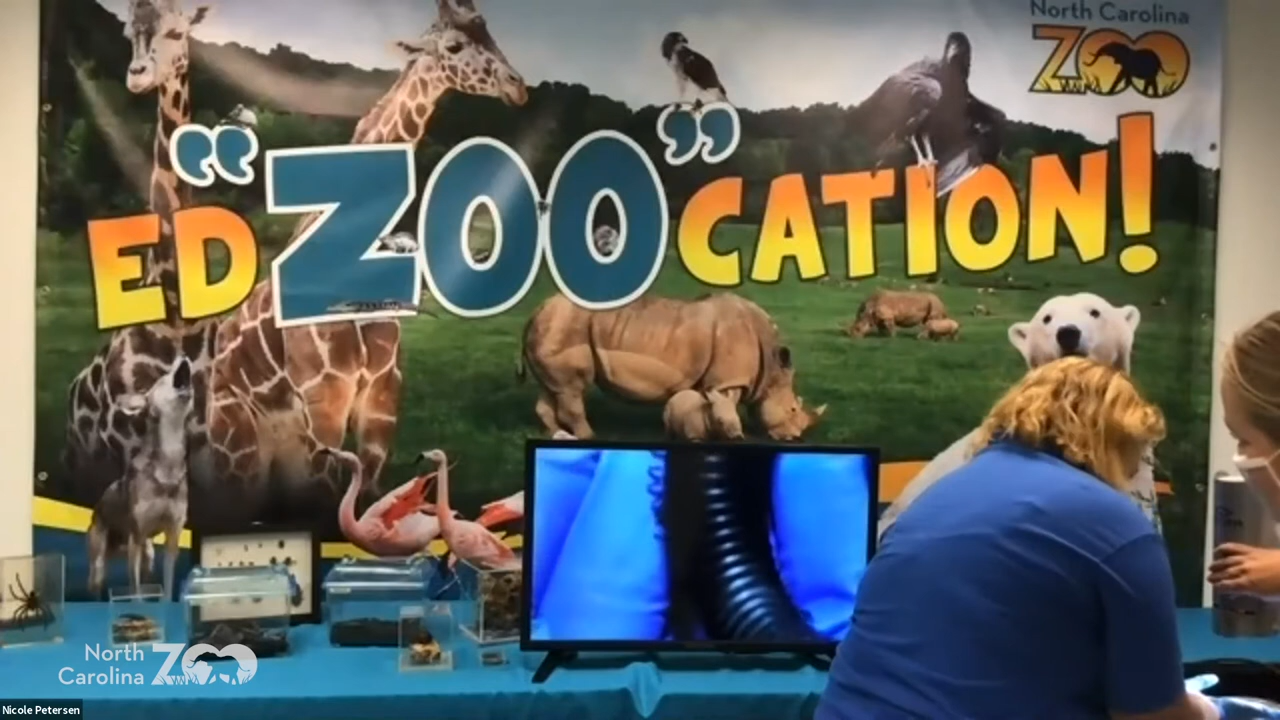 North Carolina
ZOO
ED "ZOO"CATION!
North
Carolina ZOO
Nicole Petersen